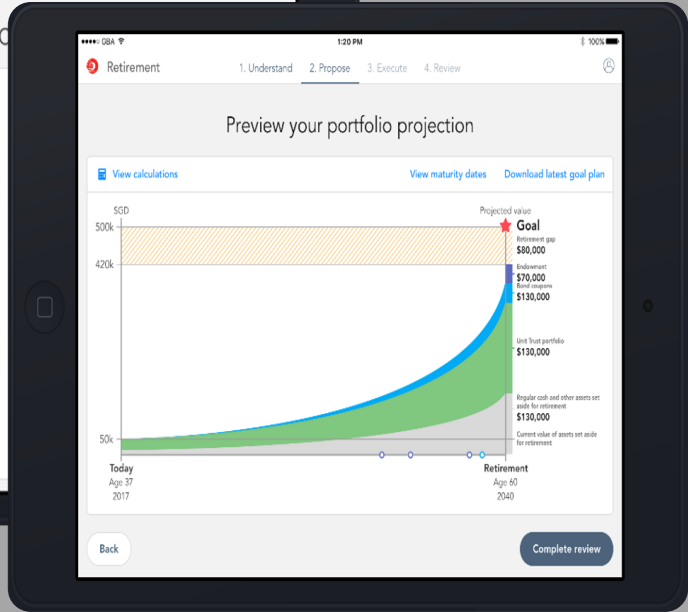 GBA
1:20 PM
100%
Retirement
1. Understand
2. Propose
3. Execute
4. Review
Preview your portfolio projection
View calculations
View maturity dates
Download latest goal plan
SGD
Projected value
500k
Goal
Retirement gap
$80,000
420k
Endowment
$70,000
Bond coupons
$130,000
Unit Trust portfolio
$130,000
Regular cash and other assets set
aside for retirement
$130,000
50k
Current value of assets set aside
for retirement
Today
Age 37
2017
Retirement
Age 60
2040
Back
Complete review